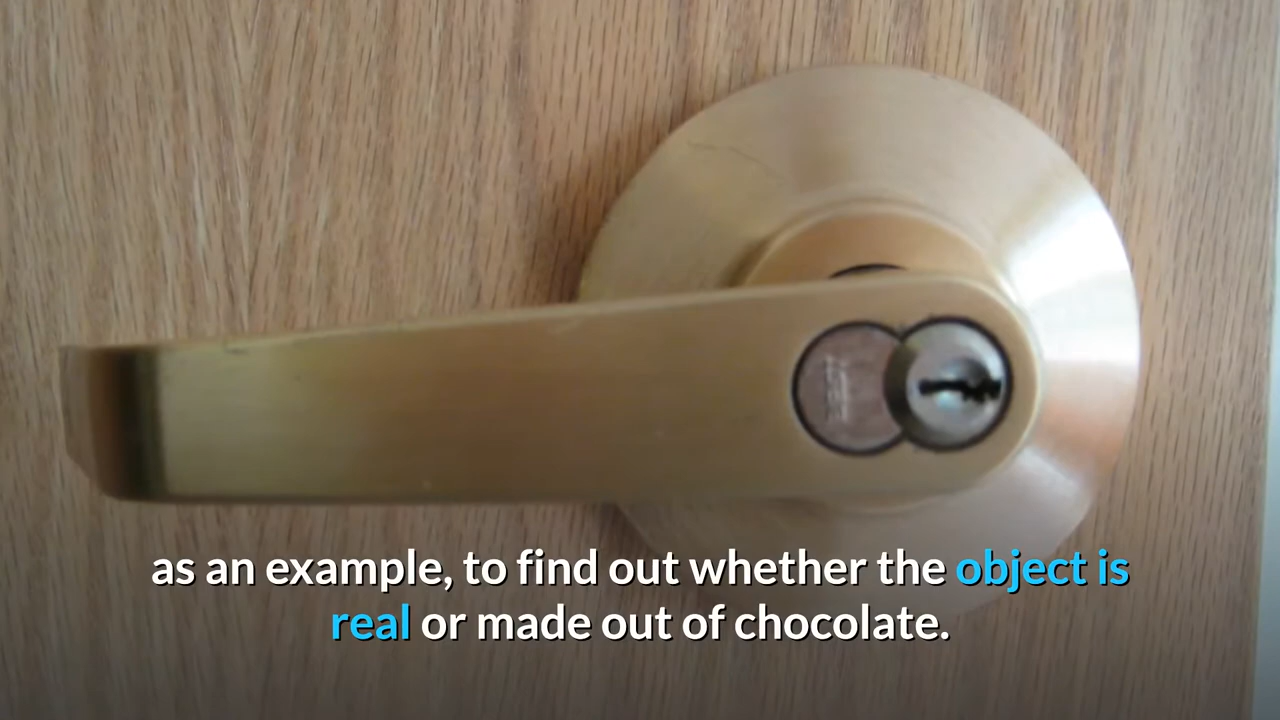 as an example, to find out whether the object is
real or made out of chocolate.